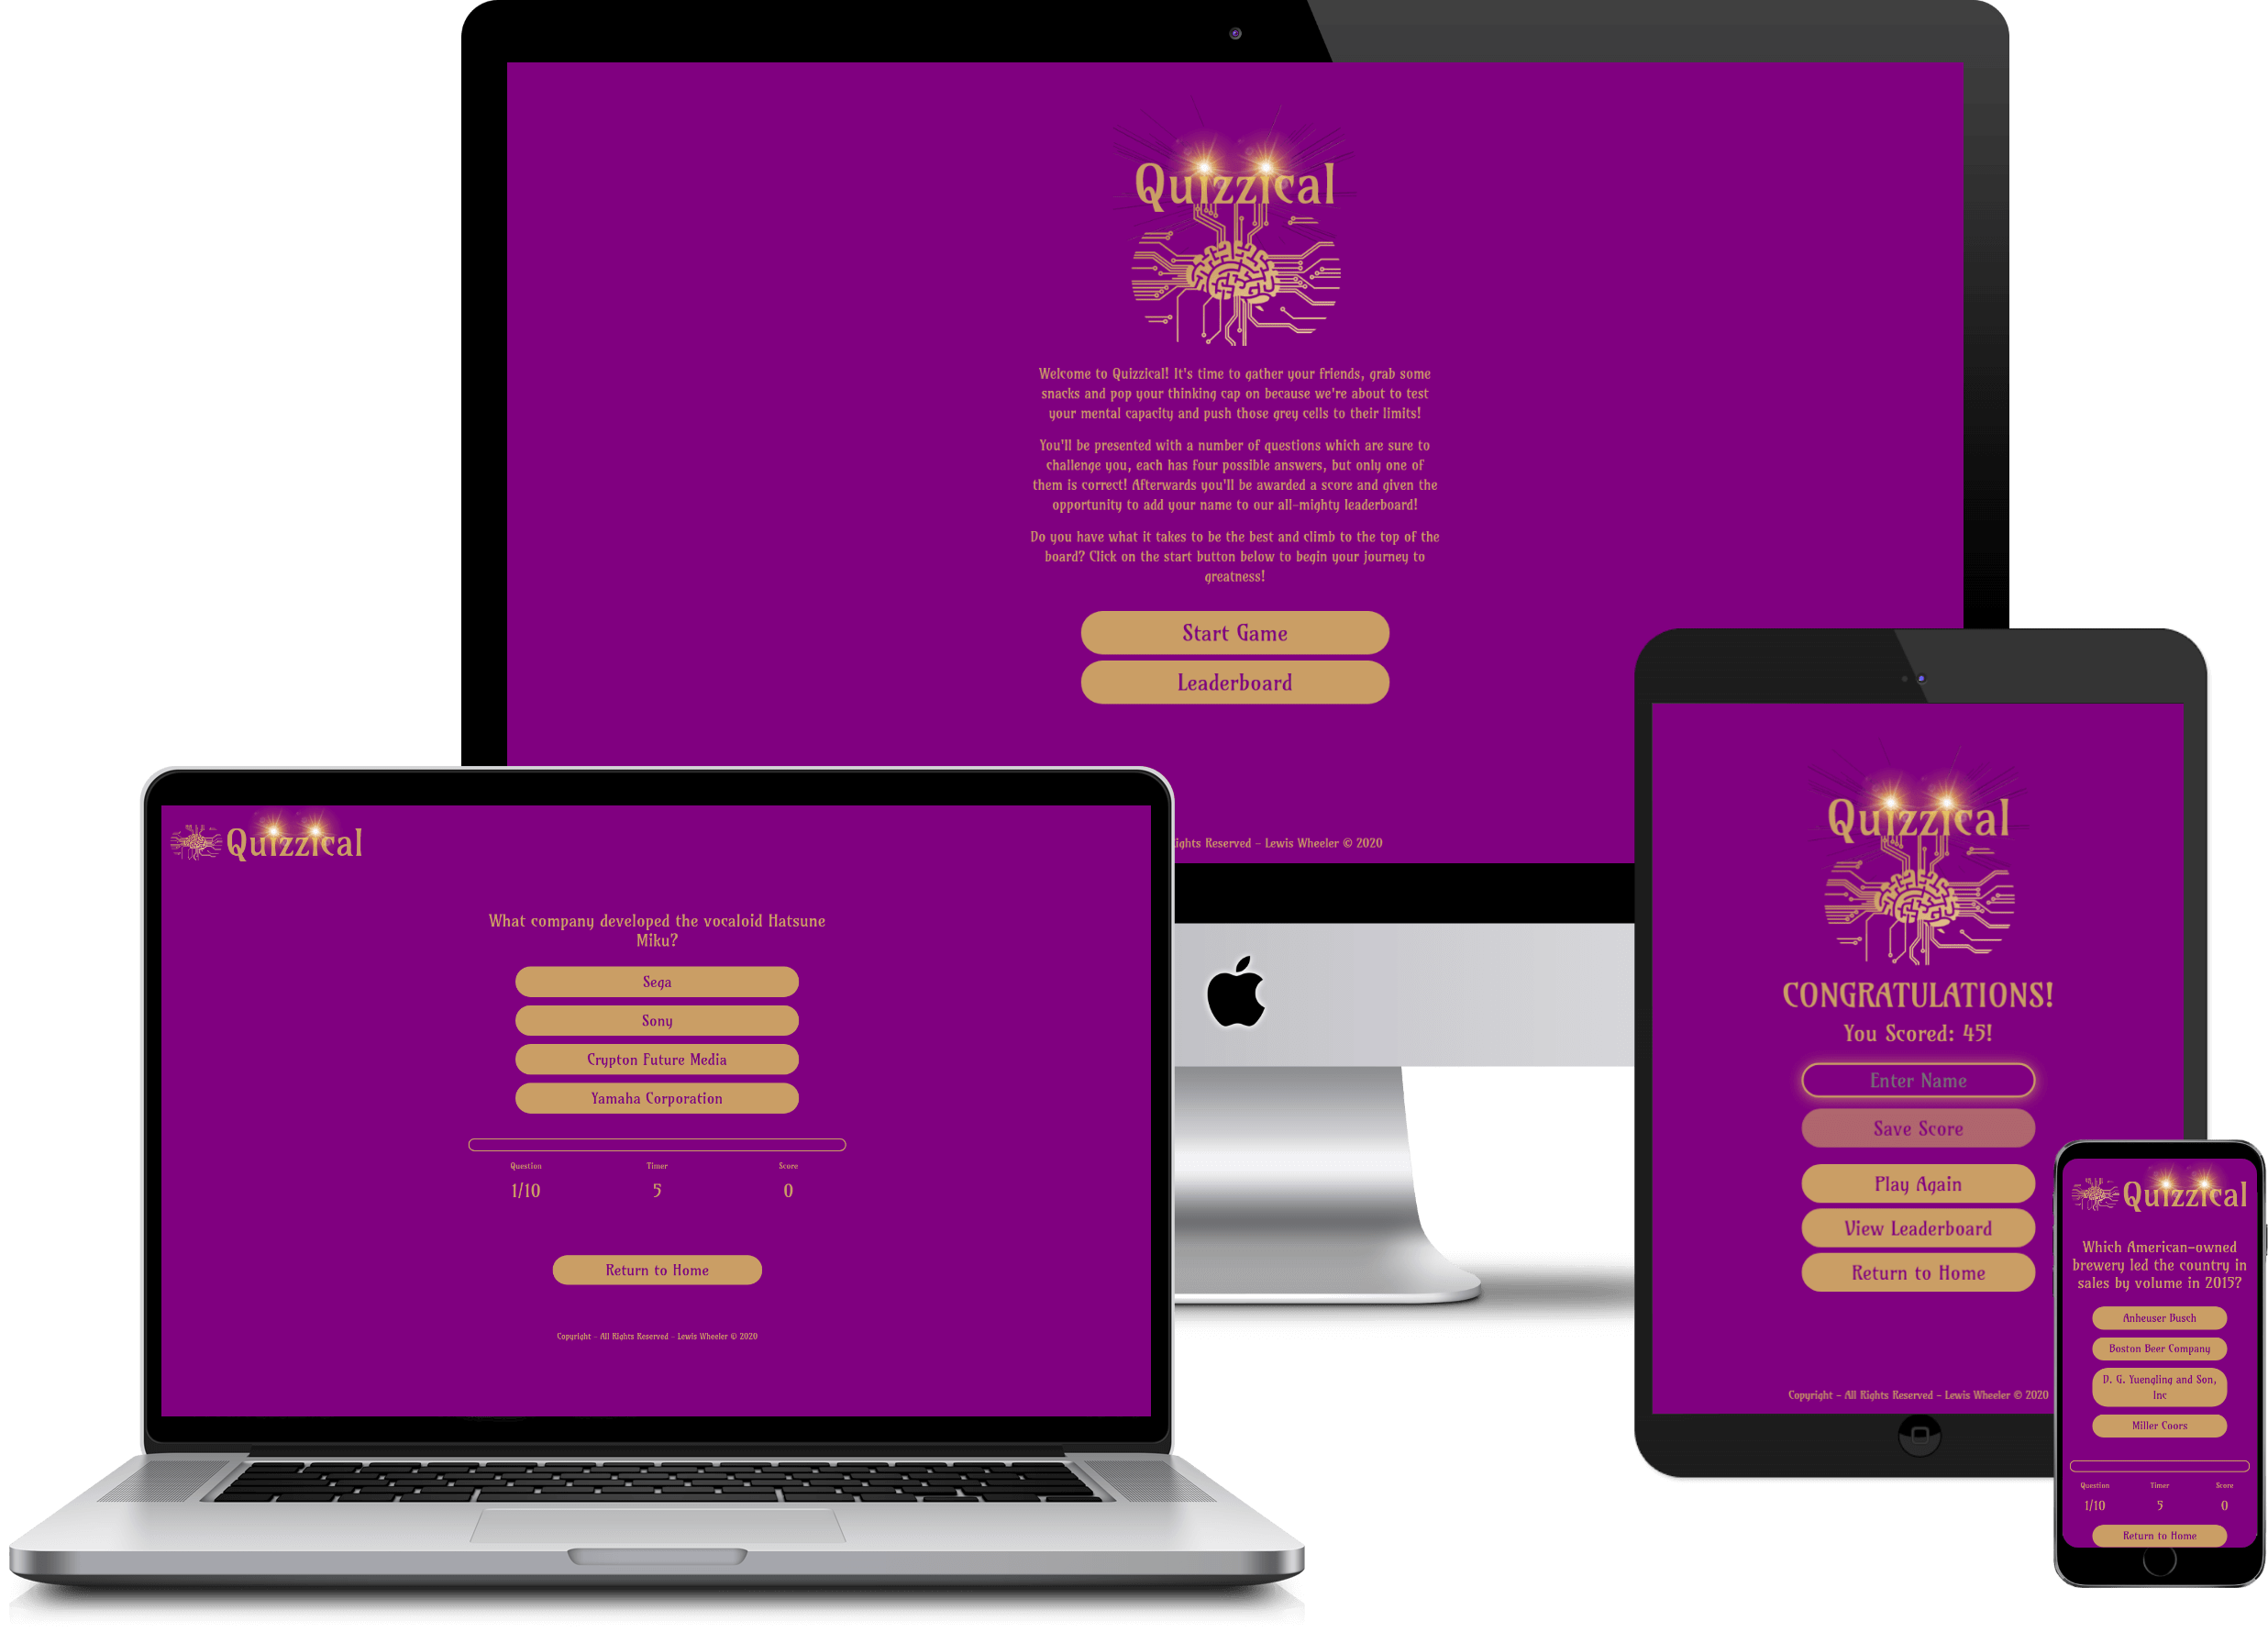 Quizzical
Welcome to Quizzical! It's time to gather your friends, grab some
snacks and pop your thinking cap on because we're about to test
your mental capacity and push those grey cells to their limits!
You'll be presented with a number of questions which are sure to
challenge you, each has four possible answers, but only one of
them is correct! Afterwards you'll be awarded a score and given the
opportunity to add your name to our all-mighty leaderboard!
Do you have what it takes to be the best and climb to the top of the
board? Click on the start button below to begin your journey to
greatness!
Start Game
Leaderboard
Reserved - Lewis Wheeler © 2020
Quizzical
What company developed the vocaloid Hatsune
Miku?
Sega
Sony
Crypton Future Media
Yamaha Corporation
Question Timer Score
1/10 5 0
Return to Home
Copyright - All Rights Reserved - Lewis Wheeler © 2020
Quizzical
CONGRATULATIONS!
You Scored: 45!
Enter Name
Save Score
Play Again
View Leaderboard
Return to Home
Copyright - All Rights Reserved - Lewis Wheeler © 2020
Quizzical
Which American-owned
brewery led the country in
sales by volume in 2015?
Anheuser Busch
Boston Beer Company
D. G. Yuengling and Son,
Inc
Miller Coors
Question Timer Score
1/10 5 0
Return to Home